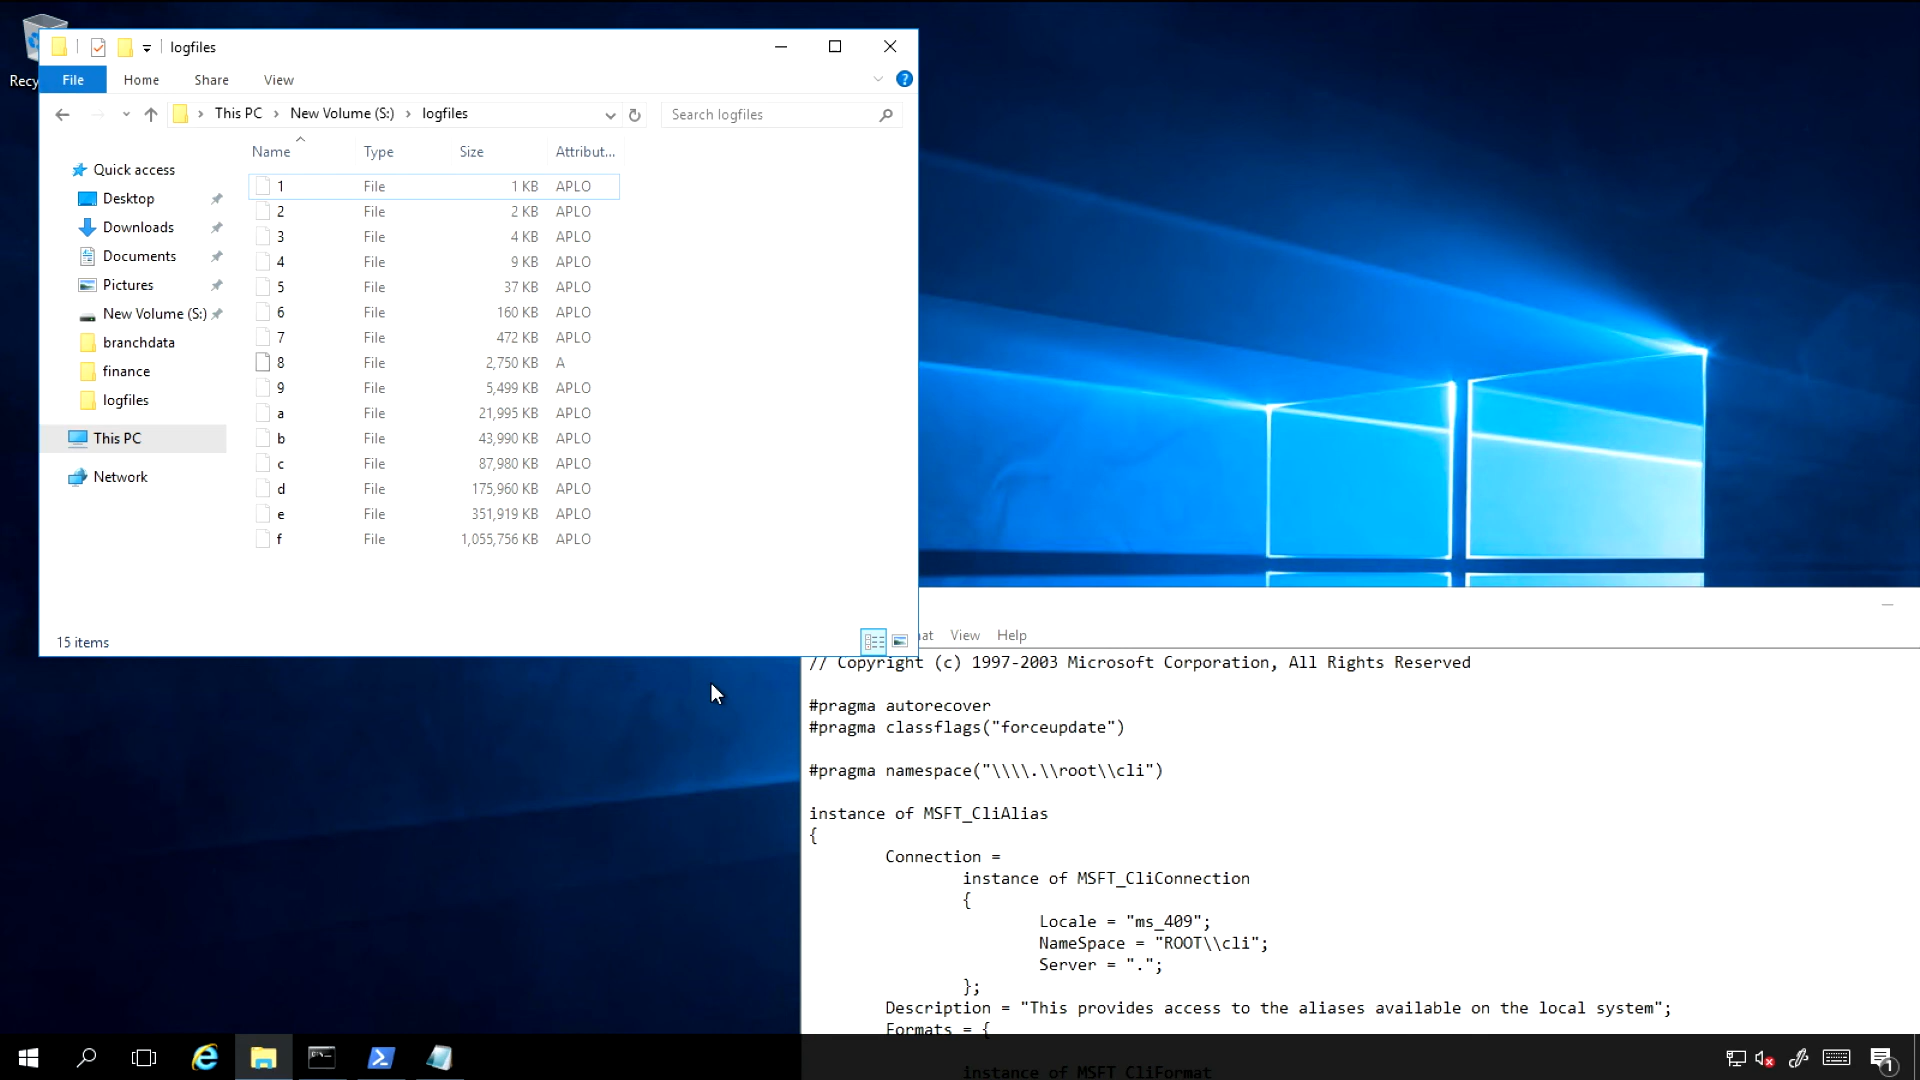 Recy
logfiles
File Home Share View
This PC New Volume (S:) logfiles
Search logfiles
Name Type Size Attribut...
Quick access
Desktop
Downloads
Documents
Pictures
New Volume (S:)
branchdata
finance
logfiles
This PC
Network
1 File 1 KB APLO
2 File 2 KB APLO
3 File 4 KB APLO
4 File 9 KB APLO
5 File 37 KB APLO
6 File 160 KB APLO
7 File 472 KB APLO
8 File 2,750 KB A
9 File 5,499 KB APLO
a File 21,995 KB APLO
b File 43,990 KB APLO
c File 87,980 KB APLO
d File 175,960 KB APLO
e File 351,919 KB APLO
f File 1,055,756 KB APLO
15 items
at View Help
// Copyright (c) 1997-2003 Microsoft Corporation, All Rights Reserved
#pragma autorecover
#pragma classflags("forceupdate")
#pragma namespace("\\\\.\\root\\cli")
instance of MSFT_CliAlias
{
Connection =
instance of MSFT_CliConnection
{
Locale = "ms_409";
NameSpace = "ROOT\\cli";
Server = ".";
};
Description = "This provides access to the aliases available on the local system";
Formats = {
instance of MSFT_CliFormat
1